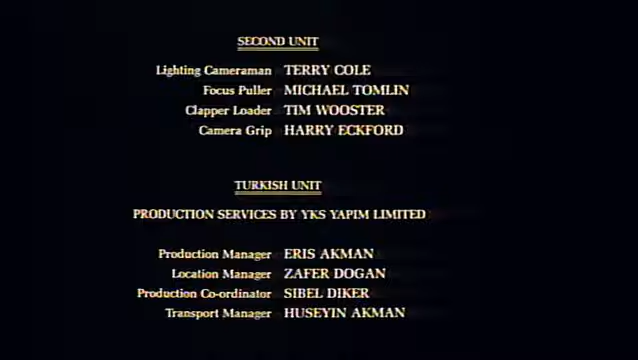 SECOND UNIT
Lighting Cameraman TERRY COLE
Focus Puller MICHAEL TOMLIN
Clapper Loader TIM WOOSTER
Camera Grip HARRY ECKFORD
TURKISH UNIT
PRODUCTION SERVICES BY YKS YAPIM LIMITED
Production Manager ERIS AKMAN
Location Manager ZAFER DOGAN
Production Co-ordinator SIBEL DIKER
Transport Manager HUSEYIN AKMAN